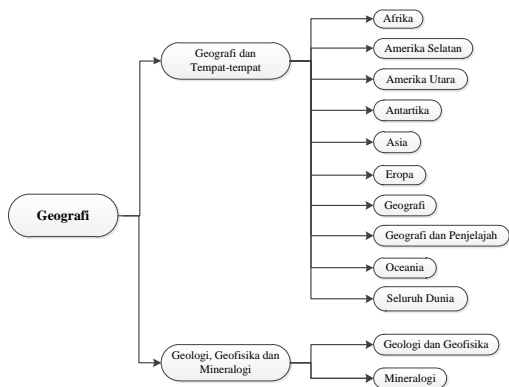 Geografi
Geografi dan
Tempat-tempat
Afrika
Amerika Selatan
Amerika Utara
Antartika
Asia
Eropa
Geografi
Geografi dan Penjelajah
Oceania
Seluruh Dunia
Geologi, Geofisika dan
Mineralogi
Geologi dan Geofisika
Mineralogi